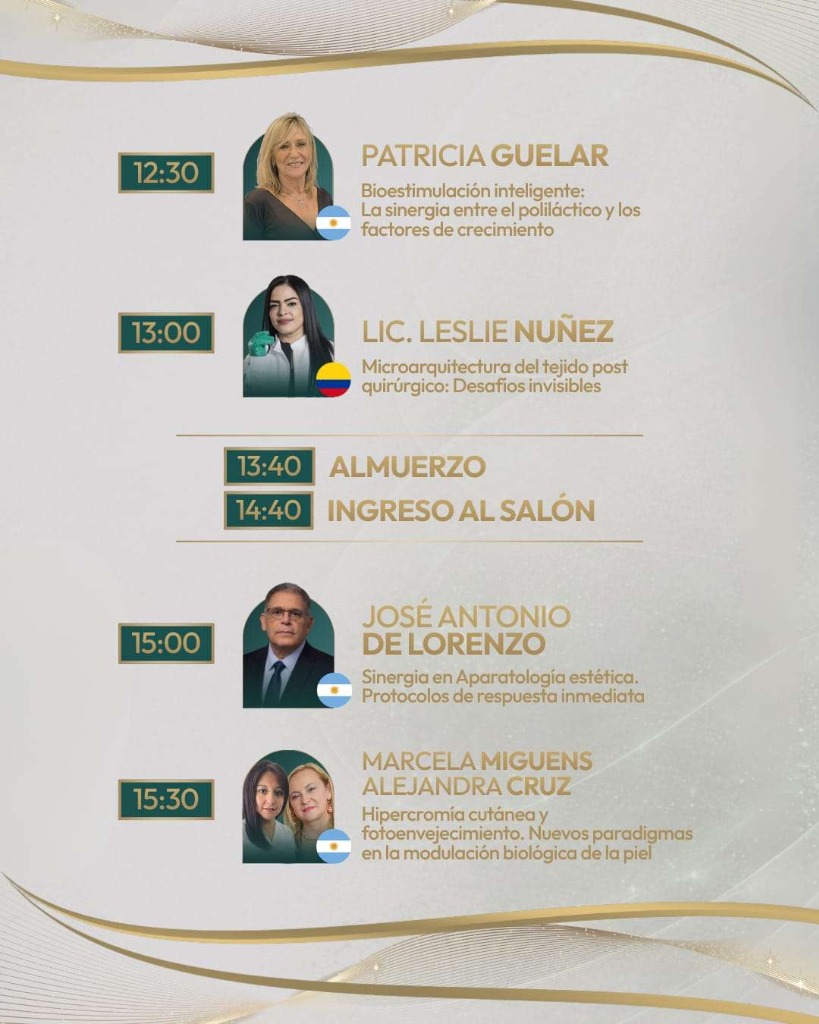 12:30
PATRICIA GUELAR
Bioestimulación inteligente:
La sinergia entre el poliláctico y los
factores de crecimiento
13:00
LIC. LESLIE NUÑEZ
Microarquitectura del tejido post
quirúrgico: Desafíos invisibles
13:40 ALMUERZO
14:40 INGRESO AL SALÓN
15:00
JOSÉ ANTONIO
DE LORENZO
Sinergia en Aparatología estética.
Protocolos de respuesta inmediata
15:30
MARCELA MIGUENS
ALEJANDRA CRUZ
Hipercromía cutánea y
fotoenvejecimiento. Nuevos paradigmas
en la modulación biológica de la piel